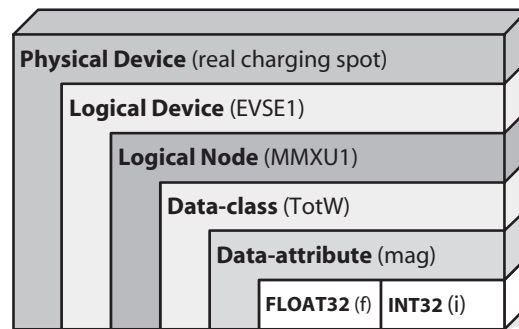 Physical Device (real charging spot)
Logical Device (EVSE1)
Logical Node (MMXU1)
Data-class (TotW)
Data-attribute (mag)
FLOAT32 (f) INT32 (i)